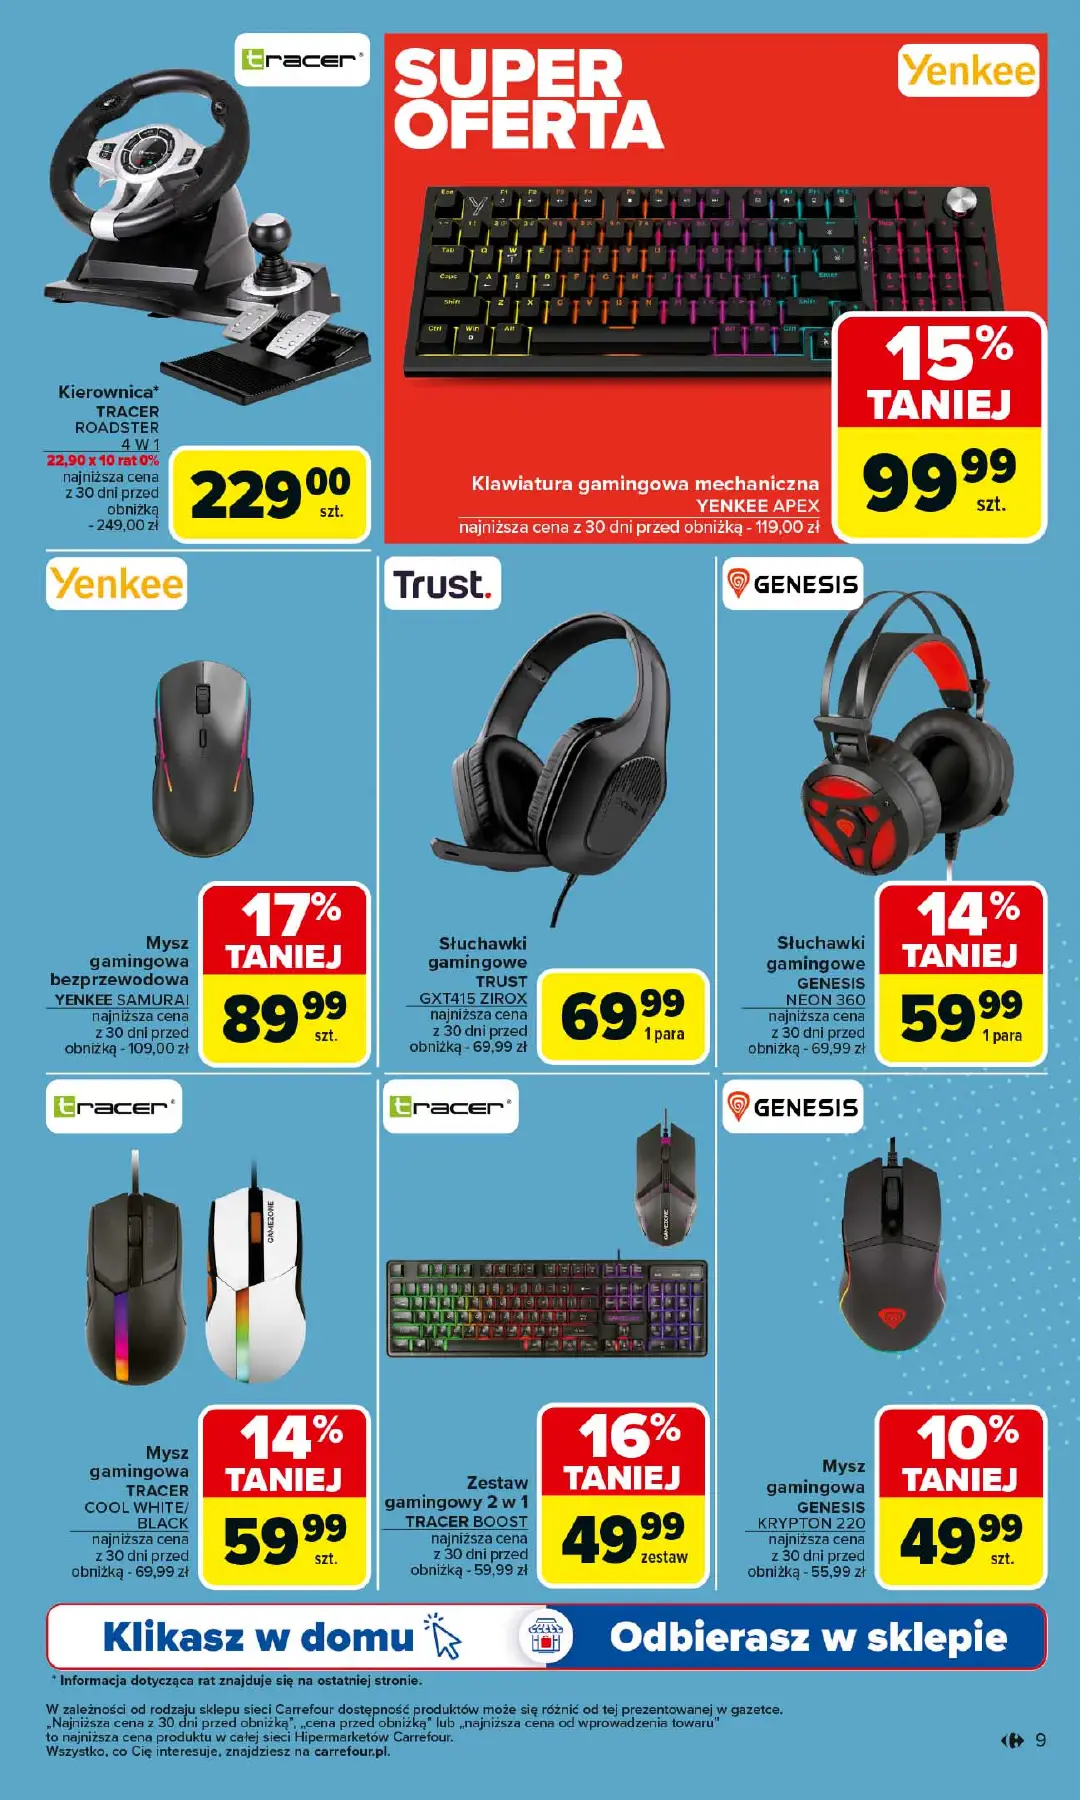 tracer®
Kierownica*
TRACER
ROADSTER
4 W 1
22,90 x 10 rat 0%
najniższa cena
z 30 dni przed
obniżką
- 249,00 zł
229 00
szt.
SUPER
OFERTA
Yenkee
Klawiatura gamingowa mechaniczna
YENKEE APEX
najniższa cena z 30 dni przed obniżką - 119,00 zł
15%
TANIEJ
99 99
szt.
Yenkee
Mysz
gamingowa
bezprzewodowa
YENKEE SAMURAI
najniższa cena
z 30 dni przed
obniżką - 109,00 zł
17%
TANIEJ
89 99
szt.
Trust.
Słuchawki
gamingowe
TRUST
GXT415 ZIROX
najniższa cena
z 30 dni przed
obniżką - 69,99 zł
69 99
1 para
GENESIS
Słuchawki
gamingowe
GENESIS
NEON 360
najniższa cena
z 30 dni przed
obniżką - 69,99 zł
14%
TANIEJ
59 99
1 para
tracer®
GAMEZONE
Mysz
gamingowa
TRACER
COOL WHITE/
BLACK
najniższa cena
z 30 dni przed
obniżką - 69,99 zł
14%
TANIEJ
59 99
szt.
tracer®
GAMEZONE
Zestaw
gamingowy 2 w 1
TRACER BOOST
najniższa cena
z 30 dni przed
obniżką - 59,99 zł
16%
TANIEJ
49 99
zestaw
GENESIS
Mysz
gamingowa
GENESIS
KRYPTON 220
najniższa cena
z 30 dni przed
obniżką - 55,99 zł
10%
TANIEJ
49 99
szt.
Klikasz w domu
Odbierasz w sklepie
* Informacja dotycząca rat znajduje się na ostatniej stronie.
W zależności od rodzaju sklepu sieci Carrefour dostępność produktów może się różnić od tej prezentowanej w gazetce.
„Najniższa cena z 30 dni przed obniżką”, „cena przed obniżką” lub „najniższa cena od wprowadzenia towaru”
to najniższa cena produktu w całej sieci Hipermarketów Carrefour.
Wszystko, co Cię interesuje, znajdziesz na carrefour.pl.
9